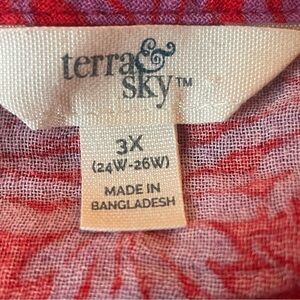 terra&
sky™
3X
(24W-26W)
MADE IN
BANGLADESH